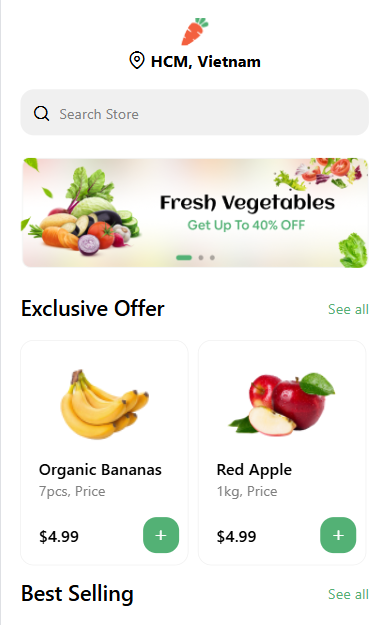 HCM, Vietnam
Search Store
Fresh Vegetables
Get Up To 40% OFF
Exclusive Offer
See all
Organic Bananas
7pcs, Price
$4.99
+
Red Apple
1kg, Price
$4.99
+
Best Selling
See all